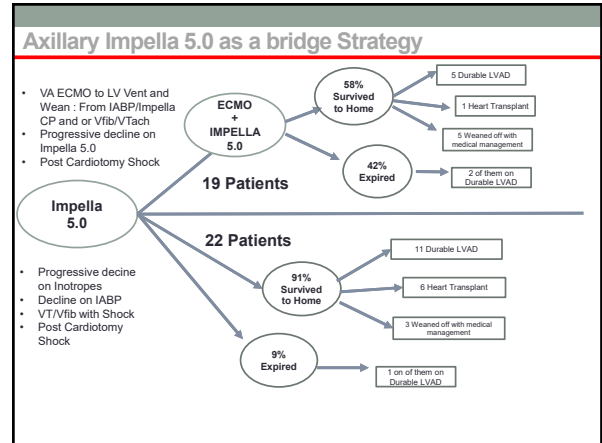 Axillary Impella 5.0 as a bridge Strategy
• VA ECMO to LV Vent and
Wean : From IABP/Impella
CP and or Vfib/VTach
• Progressive decline on
Impella 5.0
• Post Cardiotomy Shock
ECMO
+
IMPELLA
5.0
58%
Survived
to Home
5 Durable LVAD
1 Heart Transplant
5 Weaned off with
medical management
42%
Expired
2 of them on
Durable LVAD
19 Patients
Impella
5.0
22 Patients
• Progressive decine
on Inotropes
• Decline on IABP
• VT/Vfib with Shock
• Post Cardiotomy
Shock
91%
Survived
to Home
11 Durable LVAD
6 Heart Transplant
3 Weaned off with medical
management
9%
Expired
1 on of them on
Durable LVAD